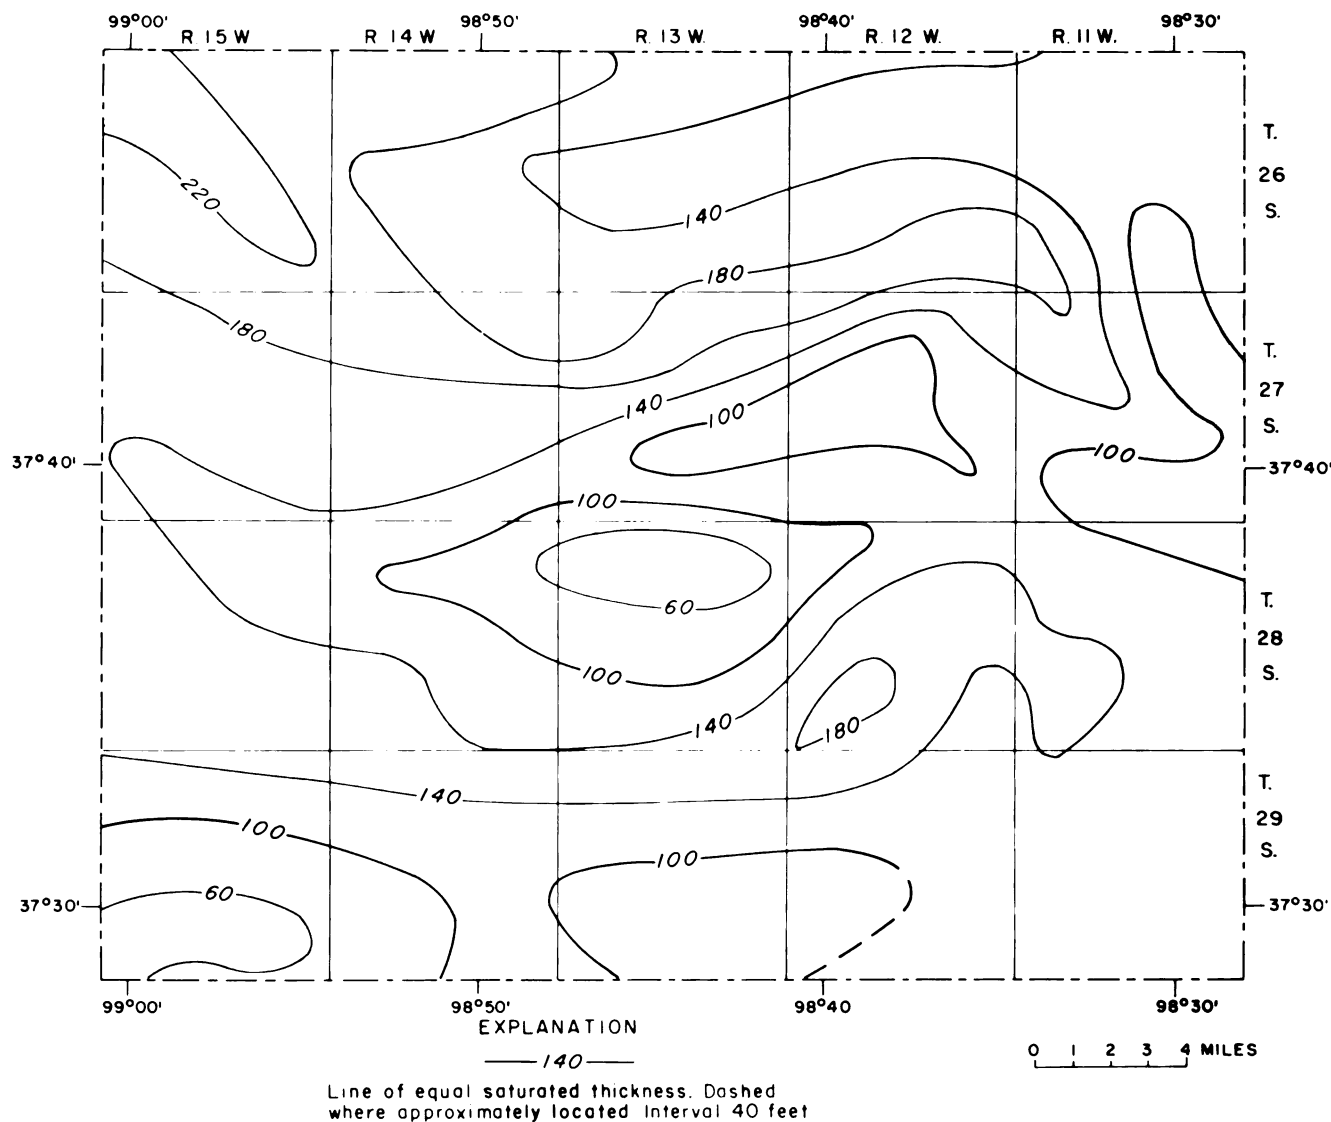 99°00' 98°50' 98°40' 98°30'
R. 15 W. R. 14 W. R. 13 W. R. 12 W. R. 11 W.
T.
26
S.
220
140
180
180
T.
27
S.
140
100
100
37°40' 37°40'
100
60
T.
28
S.
100
140
180
T.
29
S.
140
100
100
60
37°30' 37°30'
99°00' 98°50' 98°40 98°30'
EXPLANATION
140
0 1 2 3 4 MILES
Line of equal saturated thickness. Dashed
where approximately located Interval 40 feet